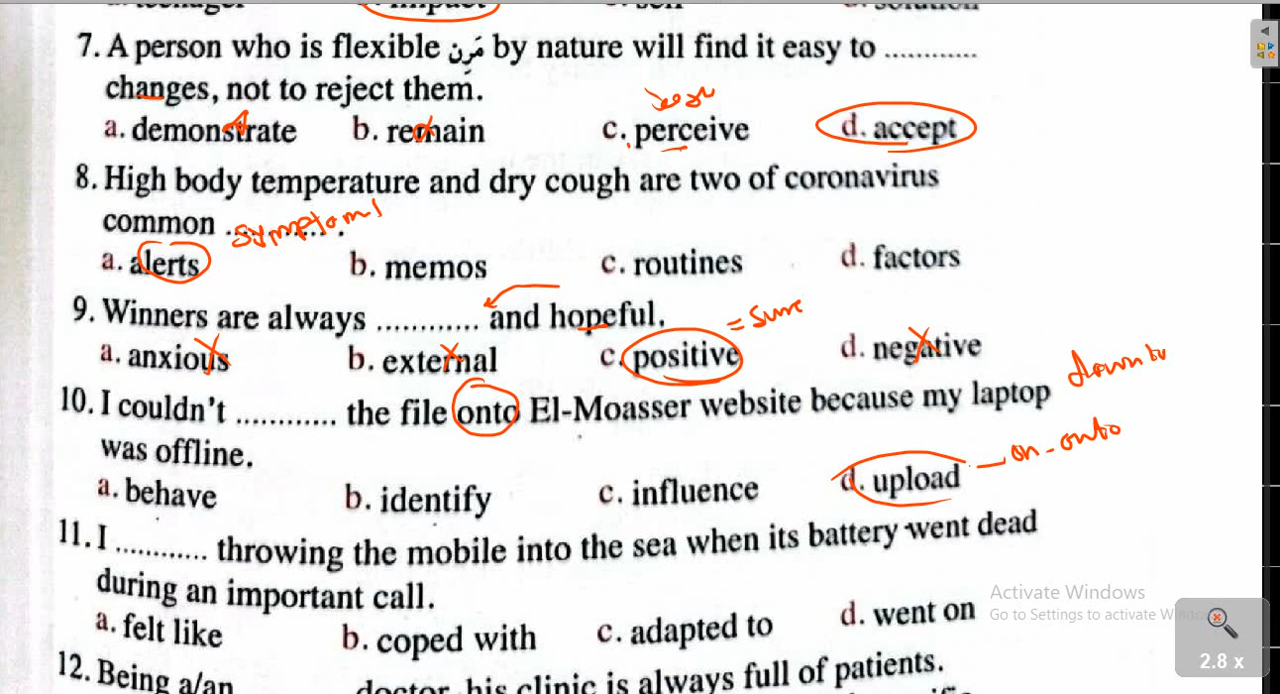 impact
7. A person who is flexible مَرِن by nature will find it easy to ............
changes, not to reject them.
a. demonstrate b. remain c. perceive d. accept
8. High body temperature and dry cough are two of coronavirus
common ............. symptoms
a. alerts b. memos c. routines d. factors
9. Winners are always ............ and hopeful.
= sure
a. anxious b. external c. positive d. negative
10. I couldn't ............ the file onto El-Moasser website because my laptop
was offline.
on - onto
a. behave b. identify c. influence d. upload
11. I ............ throwing the mobile into the sea when its battery went dead
during an important call.
a. felt like b. coped with c. adapted to d. went on
12. Being a/an doctor, his clinic is always full of patients.
Activate Windows
Go to Settings to activate
2.8 x